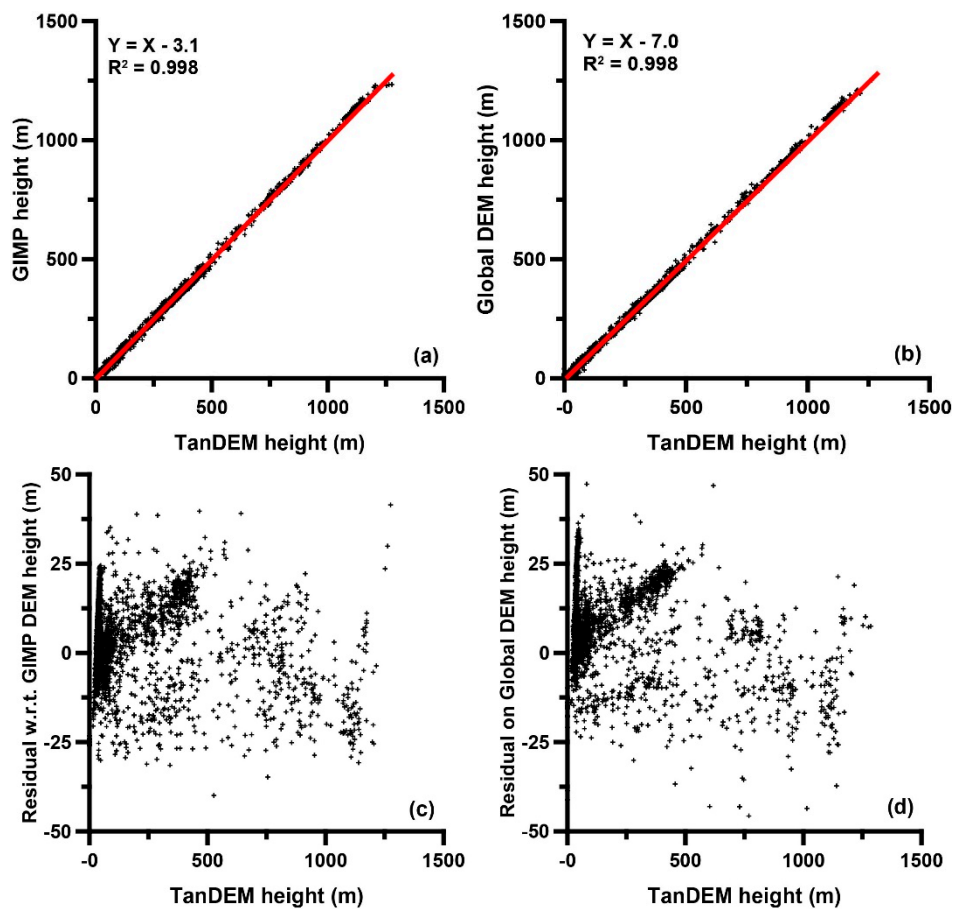 Y = X - 3.1
R² = 0.998
GIMP height (m)
1500
1000
500
0
0 500 1000 1500
TanDEM height (m)
(a)
Y = X - 7.0
R² = 0.998
Global DEM height (m)
1500
1000
500
0
-0 500 1000 1500
TanDEM height (m)
(b)
Residual w.r.t. GIMP DEM height (m)
50
25
0
-25
-50
-0 500 1000 1500
TanDEM height (m)
(c)
Residual on Global DEM height (m)
50
25
0
-25
-50
-0 500 1000 1500
TanDEM height (m)
(d)